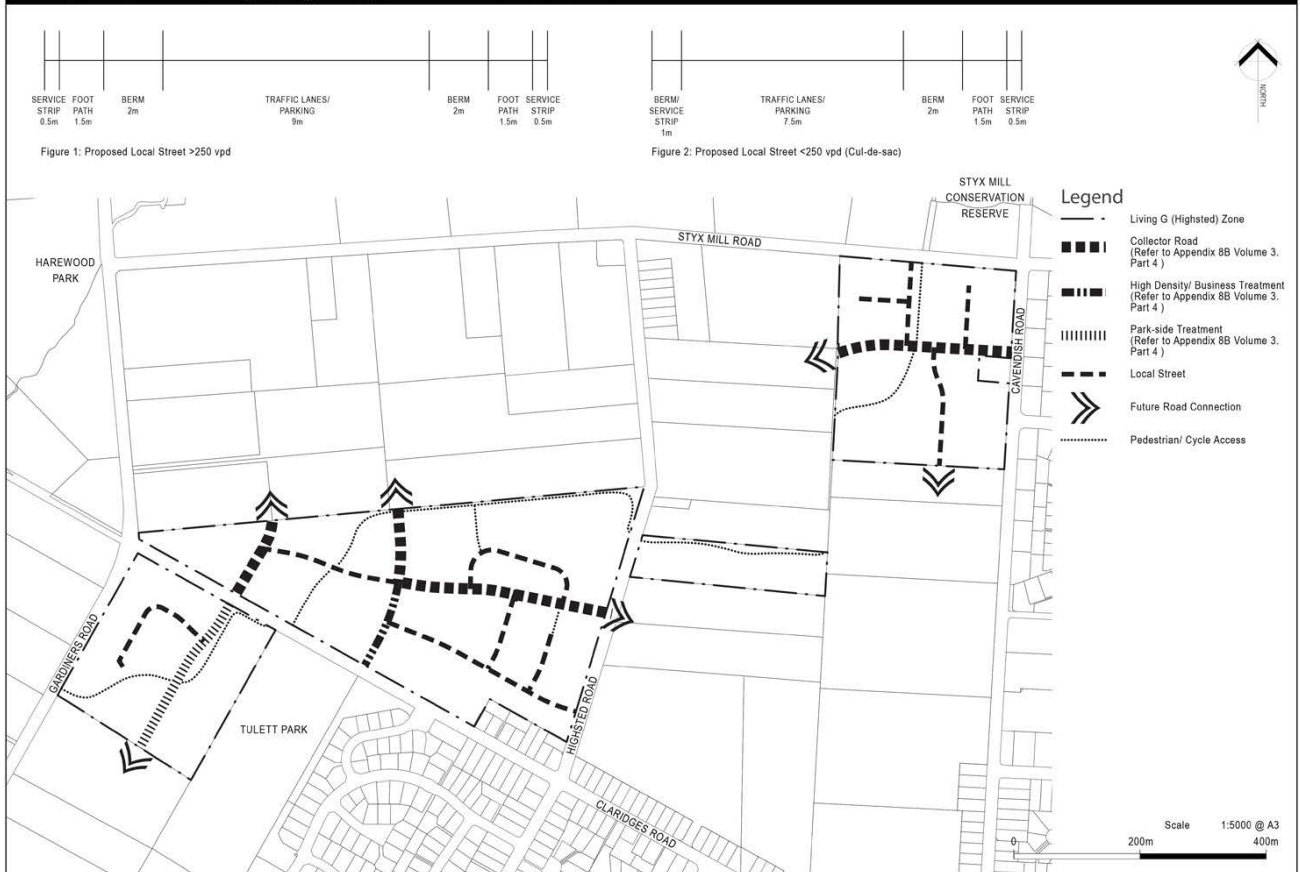 SERVICE
STRIP
0.5m
FOOT
PATH
1.5m
BERM
2m
TRAFFIC LANES/
PARKING
9m
BERM
2m
FOOT
PATH
1.5m
SERVICE
STRIP
0.5m
Figure 1: Proposed Local Street >250 vpd
BERM/
SERVICE
STRIP
1m
TRAFFIC LANES/
PARKING
7.5m
BERM
2m
FOOT
PATH
1.5m
SERVICE
STRIP
0.5m
Figure 2: Proposed Local Street <250 vpd (Cul-de-sac)
NORTH
STYX MILL
CONSERVATION
RESERVE
STYX MILL ROAD
HAREWOOD
PARK
CAVENDISH ROAD
GARDINERS ROAD
TULETT PARK
HIGHSTED ROAD
CLARIDGES ROAD
Legend
Living G (Highsted) Zone
Collector Road
(Refer to Appendix 8B Volume 3.
Part 4 )
High Density/ Business Treatment
(Refer to Appendix 8B Volume 3.
Part 4 )
Park-side Treatment
(Refer to Appendix 8B Volume 3.
Part 4 )
Local Street
Future Road Connection
Pedestrian/ Cycle Access
Scale 1:5000 @ A3
0 200m 400m